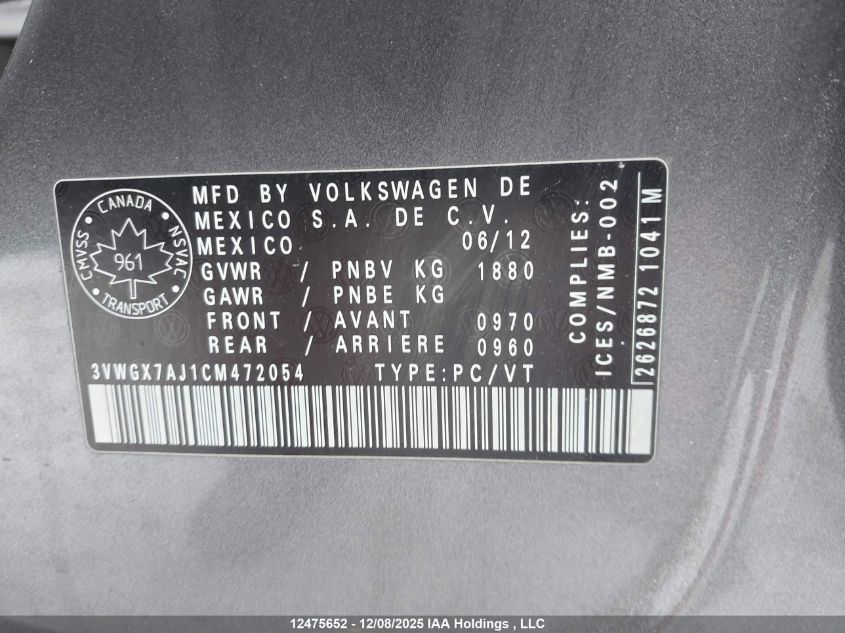 CANADA
CMVSS
NSVAC
961
TRANSPORT
MFD BY VOLKSWAGEN DE
MEXICO S.A. DE C.V.
MEXICO 06/12
GVWR / PNBV KG 1880
GAWR / PNBE KG
FRONT / AVANT 0970
REAR / ARRIERE 0960
3VWGX7AJ1CM472054 TYPE:PC/VT
COMPLIES:
ICES/NMB-002
2626872 1041 M
12475652 - 12/08/2025 IAA Holdings , LLC